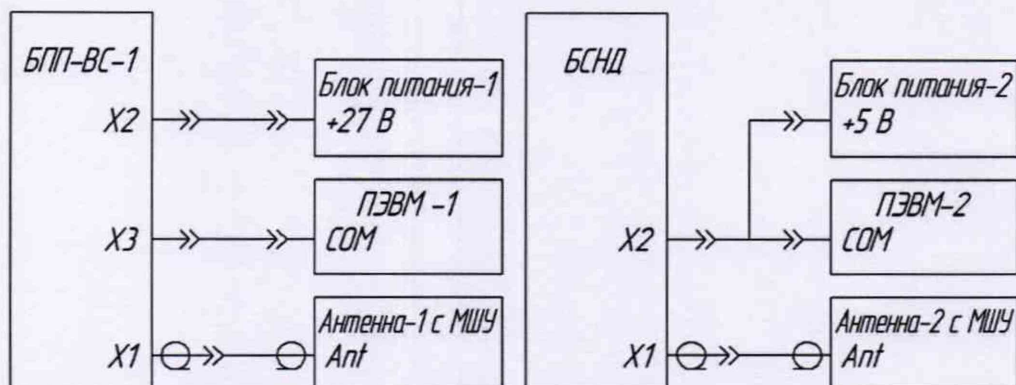 БПП-ВС-1
Блок питания-1
X2
+27 В
ПЭВМ -1
X3
COM
Антенна-1 с МШУ
X1
Ant
БСНД
Блок питания-2
+5 В
ПЭВМ-2
X2
COM
Антенна-2 с МШУ
X1
Ant